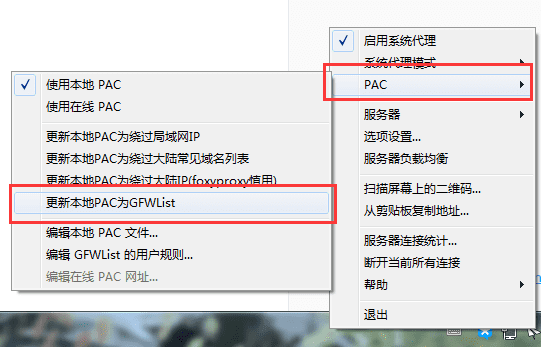 启用系统代理
系统代理模式
PAC
服务器
选项设置...
服务器负载均衡
扫描屏幕上的二维码...
从剪贴板复制地址...
服务器连接统计...
断开当前所有连接
帮助
退出
使用本地 PAC
使用在线 PAC
更新本地PAC为绕过局域网IP
更新本地PAC为绕过大陆常见域名列表
更新本地PAC为绕过大陆IP(foxyproxy慎用)
更新本地PAC为GFWList
编辑本地 PAC 文件...
编辑 GFWList 的用户规则...
编辑在线 PAC 网址...